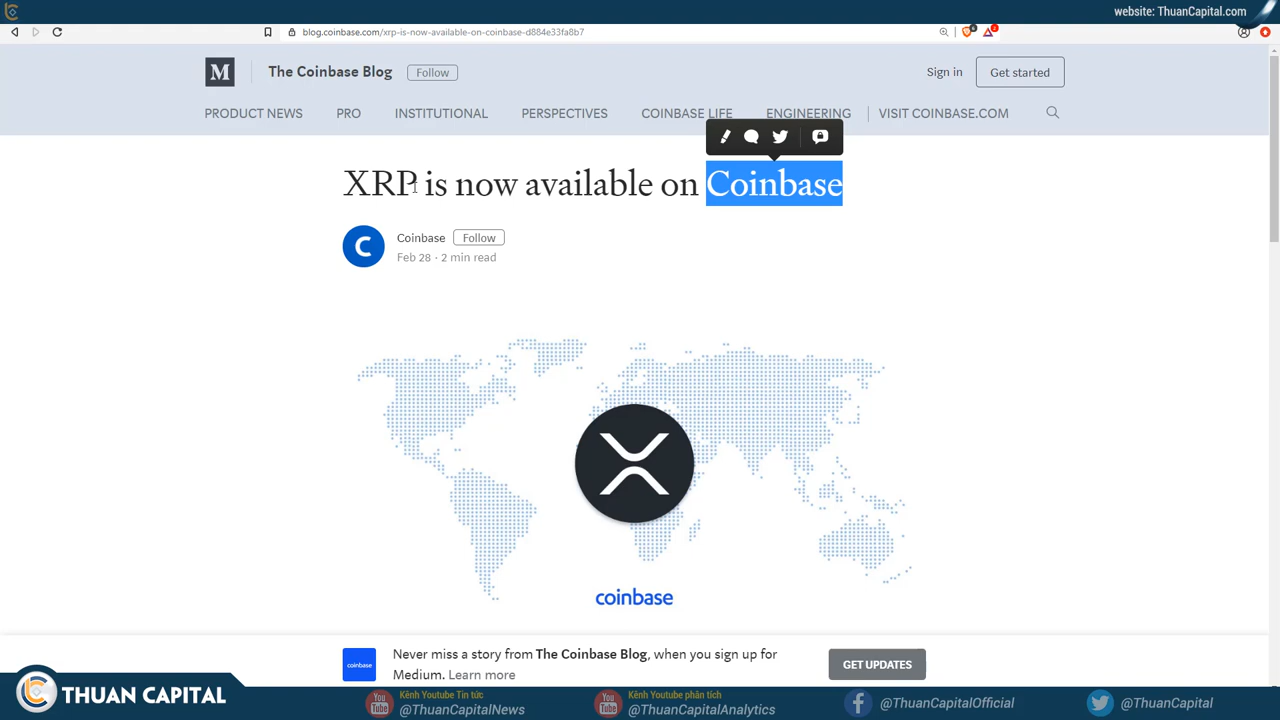 website: ThuanCapital.com
blog.coinbase.com/xrp-is-now-available-on-coinbase-d884e33fa8b7
M
The Coinbase Blog Follow
Sign in Get started
PRODUCT NEWS PRO INSTITUTIONAL PERSPECTIVES COINBASE LIFE ENGINEERING VISIT COINBASE.COM
XRP is now available on Coinbase
C
Coinbase Follow
Feb 28 · 2 min read
coinbase
coinbase
Never miss a story from The Coinbase Blog, when you sign up for
Medium. Learn more
GET UPDATES
THUAN CAPITAL
You Tube
Kênh Youtube Tin tức
@ThuanCapitalNews
You Tube
Kênh Youtube phân tích
@ThuanCapitalAnalytics
@ThuanCapitalOfficial
@ThuanCapital